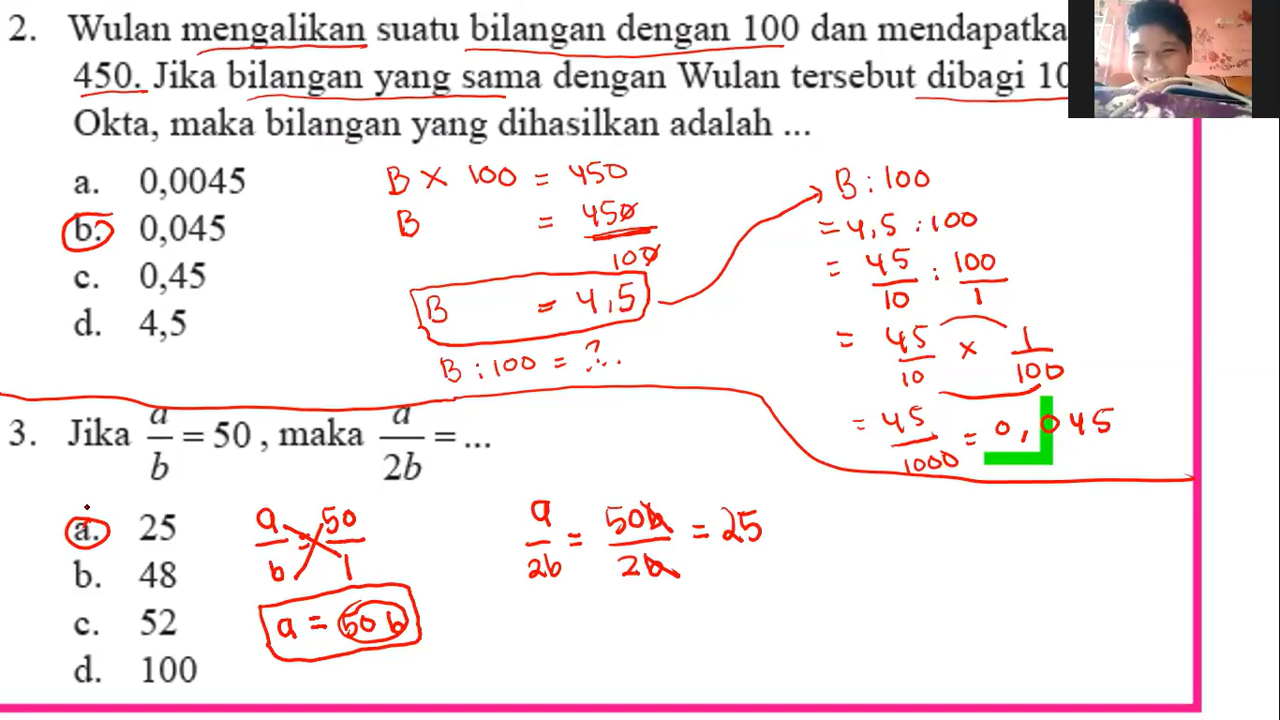 2. Wulan mengalikan suatu bilangan dengan 100 dan mendapatka
450. Jika bilangan yang sama dengan Wulan tersebut dibagi 10
Okta, maka bilangan yang dihasilkan adalah ...
a. 0,0045
b. 0,045
c. 0,45
d. 4,5
B × 100 = 450
B = 450/100
B = 4,5
B : 100 = ?.
B : 100
= 4,5 : 100
= 45/10 : 100/1
= 45/10 × 1/100
= 45/1000 = 0,045
3. Jika a/b = 50, maka a/2b = ...
a. 25
b. 48
c. 52
d. 100
a/b = 50/1
a = 50b
a/2b = 50b/2b = 25